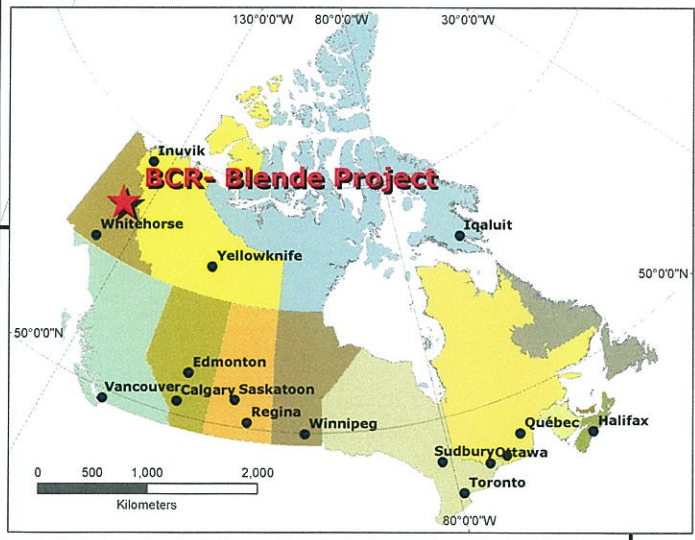 130°0'0"W 80°0'0"W 30°0'0"W
Inuvik
BCR- Blende Project
Whitehorse
Iqaluit
Yellowknife
50°0'0"N
50°0'0"N
Edmonton
Vancouver Calgary Saskatoon
Regina
Winnipeg
Québec Halifax
Sudbury Ottawa
Toronto
0 500 1,000 2,000
Kilometers
80°0'0"W